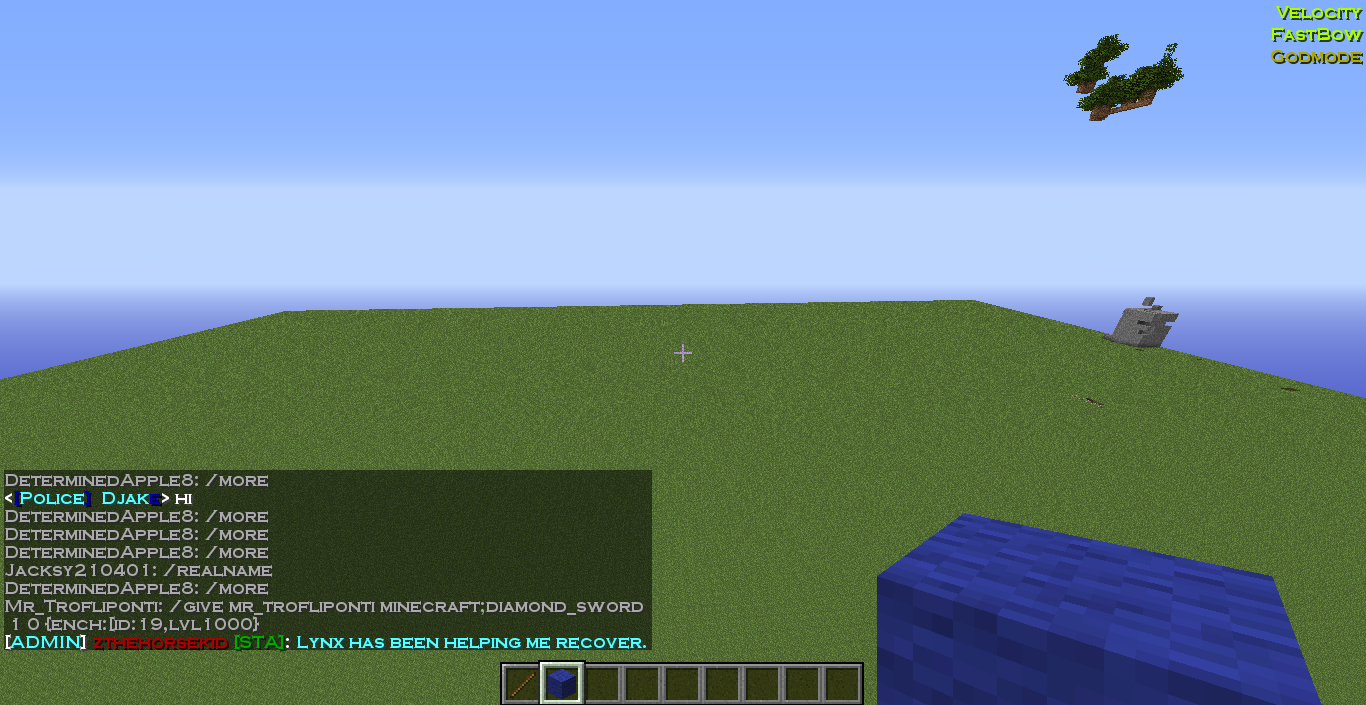 Velocity
FastBow
Godmode
DeterminedApple8: /more
<[Police] Djake> hi
DeterminedApple8: /more
DeterminedApple8: /more
DeterminedApple8: /more
Jacksy210401: /realname
DeterminedApple8: /more
Mr_Trofliponti: /give mr_trofliponti minecraft;diamond_sword
1 0 {ench:[id:19,lvl1000}
[ADMIN] zthehorsekid [STA]: Lynx has been helping me recover.